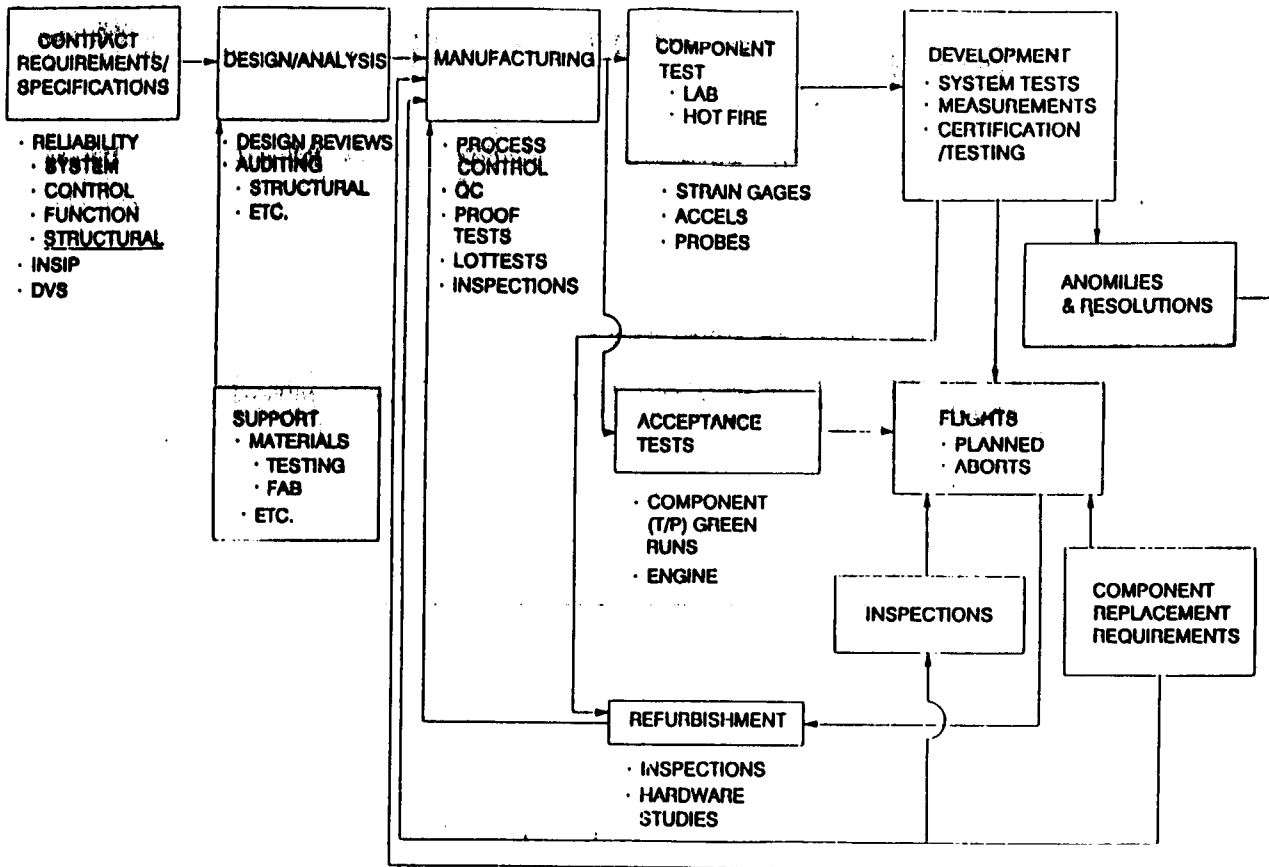 CONTRACT
REQUIREMENTS/
SPECIFICATIONS
· RELIABILITY
· SYSTEM
· CONTROL
· FUNCTION
· STRUCTURAL
· INSIP
· DVS
DESIGN/ANALYSIS
· DESIGN REVIEWS
· AUDITING
· STRUCTURAL
· ETC.
SUPPORT
· MATERIALS
· TESTING
· FAB
· ETC.
MANUFACTURING
· PROCESS
CONTROL
· QC
· PROOF
TESTS
· LOTTESTS
· INSPECTIONS
COMPONENT
TEST
· LAB
· HOT FIRE
· STRAIN GAGES
· ACCELS
· PROBES
DEVELOPMENT
· SYSTEM TESTS
· MEASUREMENTS
· CERTIFICATION
/TESTING
ANOMILIES
& RESOLUTIONS
ACCEPTANCE
TESTS
· COMPONENT
(T/P) GREEN
RUNS
· ENGINE
FLIGHTS
· PLANNED
· ABORTS
INSPECTIONS
COMPONENT
REPLACEMENT
REQUIREMENTS
REFURBISHMENT
· INSPECTIONS
· HARDWARE
STUDIES